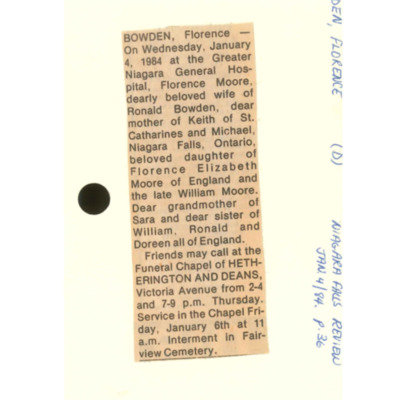 BOWDEN, Florence —
On Wednesday, January
4, 1984 at the Greater
Niagara General Hos-
pital, Florence Moore,
dearly beloved wife of
Ronald Bowden, dear
mother of Keith of St.
Catharines and Michael,
Niagara Falls, Ontario,
beloved daughter of
Florence Elizabeth
Moore of England and
the late William Moore.
Dear grandmother of
Sara and dear sister of
William, Ronald and
Doreen all of England.
Friends may call at the
Funeral Chapel of HETH-
ERINGTON AND DEANS,
Victoria Avenue from 2-4
and 7-9 p.m. Thursday.
Service in the Chapel Fri-
day, January 6th at 11
a.m. Interment in Fair-
view Cemetery.
DEN, FLORENCE (D) NIAGARA FALLS REVIEW
JAN 4/84. p. 36